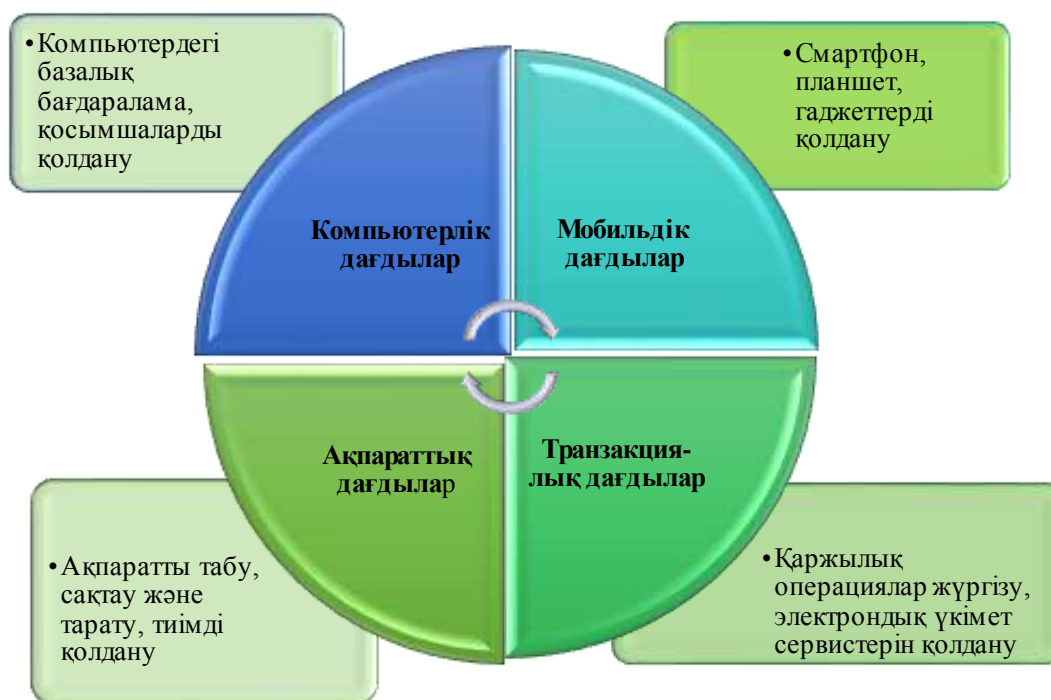 •Компьютердегі
базалық
бағдаралама,
қосымшаларды
қолдану
•Смартфон,
планшет,
гаджеттерді
қолдану
Компьютерлік
дағдылар
Мобильдік
дағдылар
Ақпараттық
дағдылар
Транзакция-
лық дағдылар
•Ақпаратты табу,
сақтау және
тарату, тиімді
қолдану
•Қаржылық
операциялар жүргізу,
электрондық үкімет
сервистерін қолдану